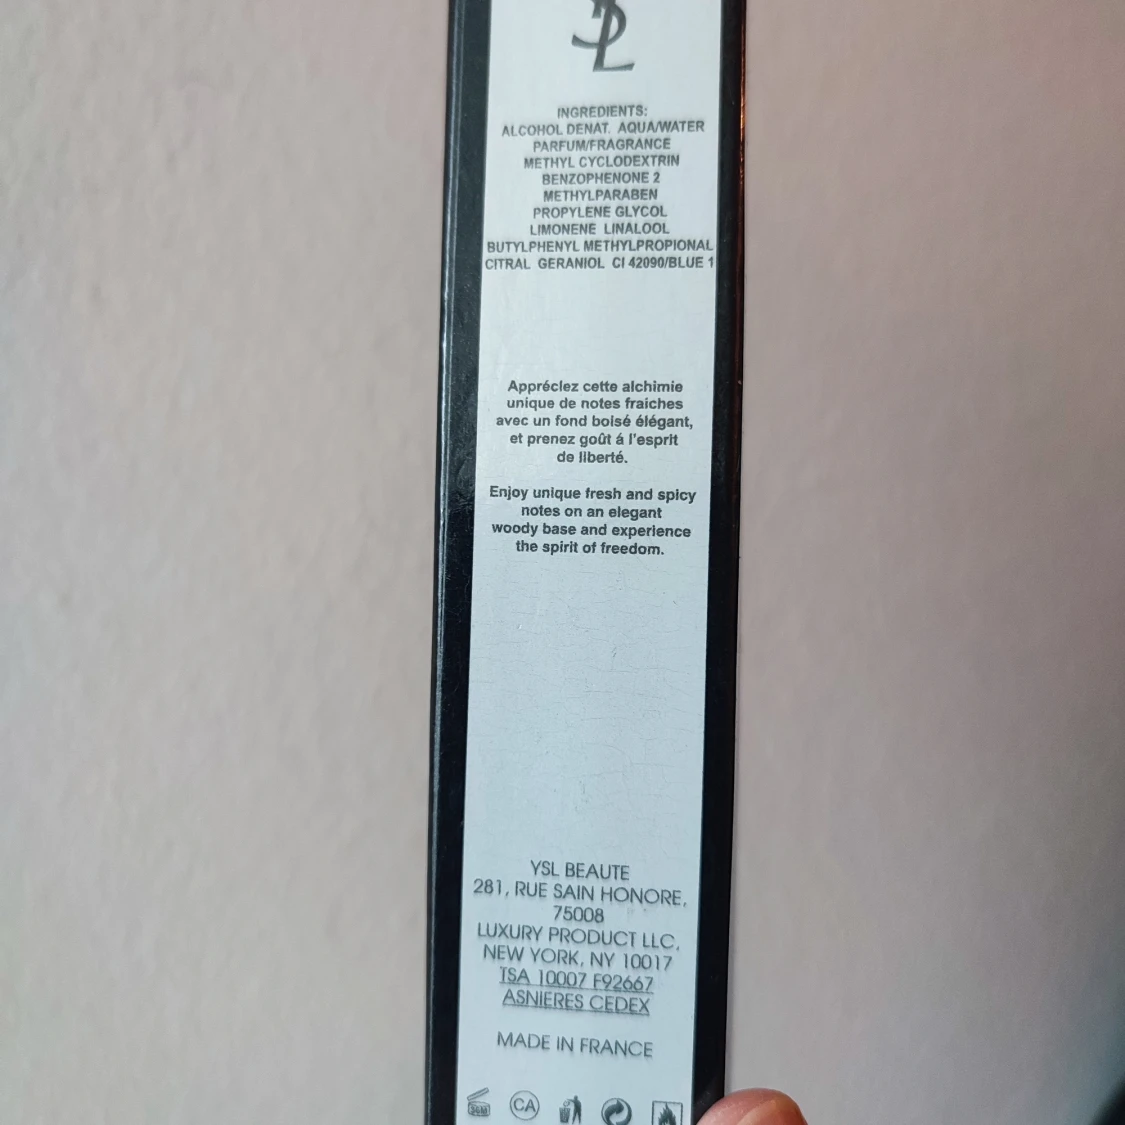 YSL
INGREDIENTS:
ALCOHOL DENAT. AQUA/WATER
PARFUM/FRAGRANCE
METHYL CYCLODEXTRIN
BENZOPHENONE 2
METHYLPARABEN
PROPYLENE GLYCOL
LIMONENE LINALOOL
BUTYLPHENYL METHYLPROPIONAL
CITRAL GERANIOL CI 42090/BLUE 1
Appréclez cette alchimie
unique de notes fraiches
avec un fond boisé élégant,
et prenez goût á l'esprit
de liberté.
Enjoy unique fresh and spicy
notes on an elegant
woody base and experience
the spirit of freedom.
YSL BEAUTE
281, RUE SAIN HONORE,
75008
LUXURY PRODUCT LLC,
NEW YORK, NY 10017
TSA 10007 F92667
ASNIERES CEDEX
MADE IN FRANCE
CA